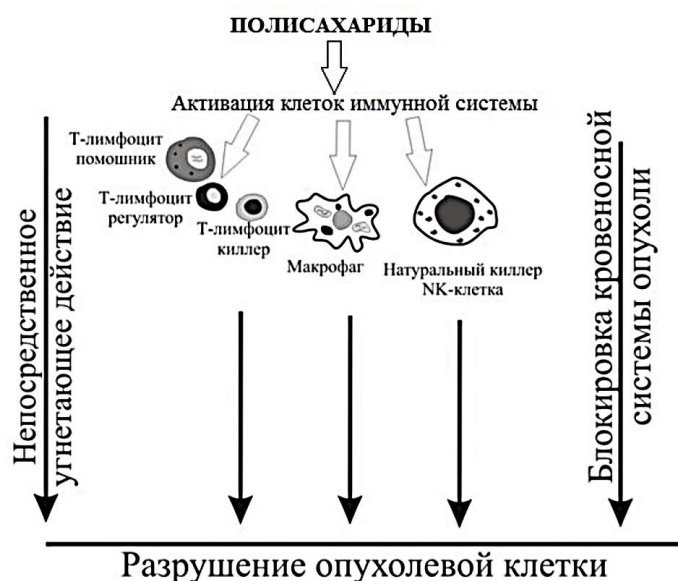 ПОЛИСАХАРИДЫ
Активация клеток иммунной системы
Т-лимфоцит
помошник
Т-лимфоцит
регулятор
Т-лимфоцит
киллер
Макрофаг
Натуральный киллер
NK-клетка
Непосредственное
угнетающее действие
Блокировка кровеносной
системы опухоли
Разрушение опухолевой клетки